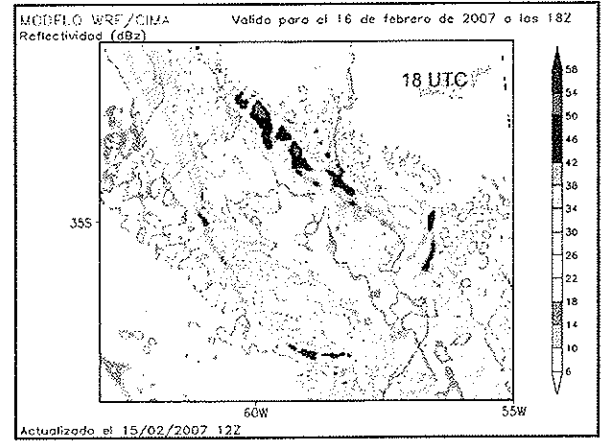 MODELO WRF/CIMA Valido para el 16 de febrero de 2007 a las 18Z
Reflectividad (dBz)
18 UTC
58
54
50
46
42
38
35S
34
30
26
22
18
14
10
6
60W
55W
Actualizado el 15/02/2007 12Z